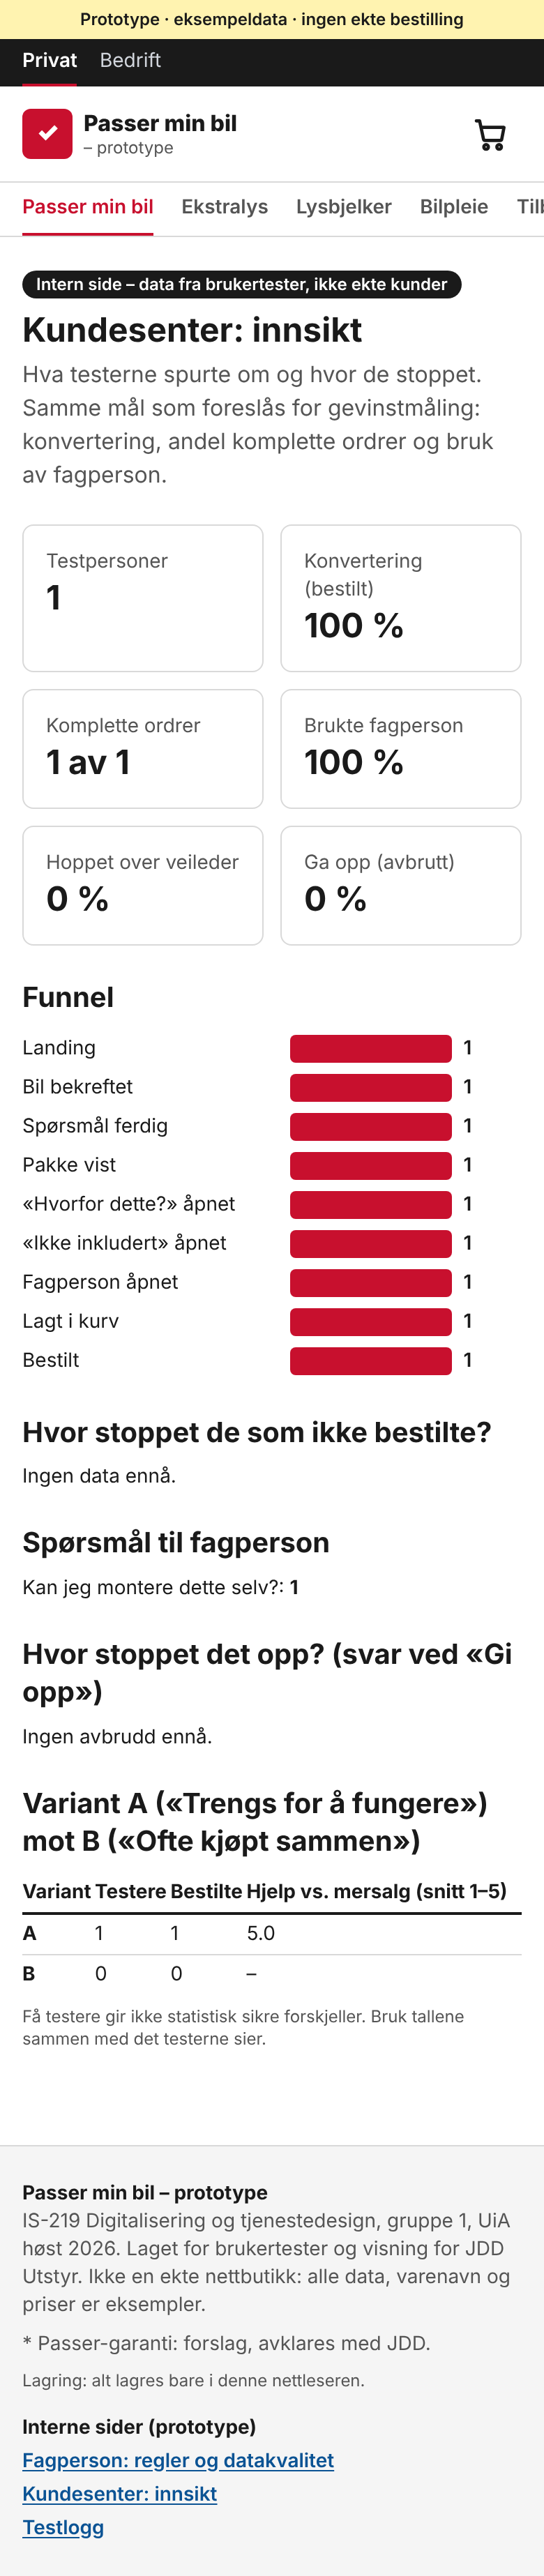 Prototype · eksempeldata · ingen ekte bestilling
Privat Bedrift
Passer min bil
– prototype
Passer min bil Ekstralys Lysbjelker Bilpleie Till
Intern side – data fra brukertester, ikke ekte kunder
Kundesenter: innsikt
Hva testerne spurte om og hvor de stoppet.
Samme mål som foreslås for gevinstmåling:
konvertering, andel komplette ordrer og bruk
av fagperson.
Testpersoner
1
Konvertering
(bestilt)
100 %
Komplette ordrer
1 av 1
Brukte fagperson
100 %
Hoppet over veileder
0 %
Ga opp (avbrutt)
0 %
Funnel
Landing 1
Bil bekreftet 1
Spørsmål ferdig 1
Pakke vist 1
«Hvorfor dette?» åpnet 1
«Ikke inkludert» åpnet 1
Fagperson åpnet 1
Lagt i kurv 1
Bestilt 1
Hvor stoppet de som ikke bestilte?
Ingen data ennå.
Spørsmål til fagperson
Kan jeg montere dette selv?: 1
Hvor stoppet det opp? (svar ved «Gi
opp»)
Ingen avbrudd ennå.
Variant A («Trengs for å fungere»)
mot B («Ofte kjøpt sammen»)
Variant Testere Bestilte Hjelp vs. mersalg (snitt 1–5)
A 1 1 5.0
B 0 0 –
Få testere gir ikke statistisk sikre forskjeller. Bruk tallene
sammen med det testerne sier.
Passer min bil – prototype
IS-219 Digitalisering og tjenestedesign, gruppe 1, UiA
høst 2026. Laget for brukertester og visning for JDD
Utstyr. Ikke en ekte nettbutikk: alle data, varenavn og
priser er eksempler.
* Passer-garanti: forslag, avklares med JDD.
Lagring: alt lagres bare i denne nettleseren.
Interne sider (prototype)
Fagperson: regler og datakvalitet
Kundesenter: innsikt
Testlogg